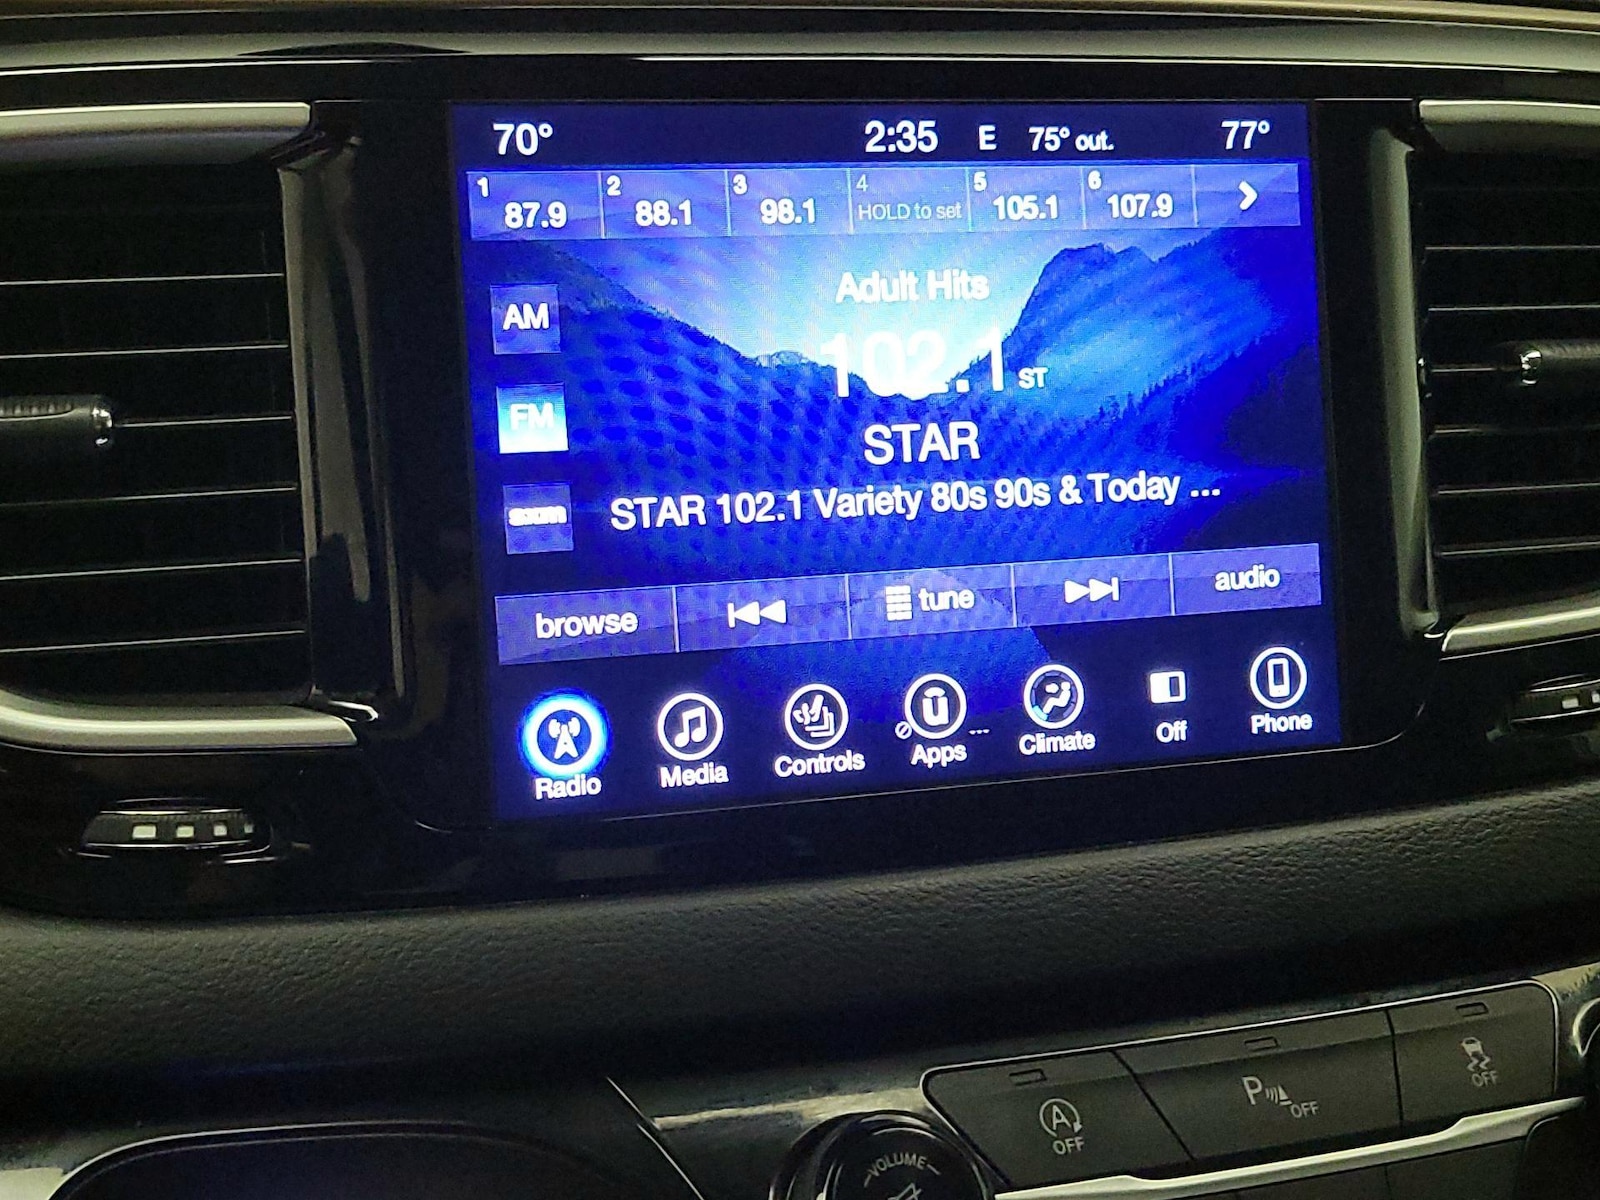 70° 2:35 E 75° out. 77°
1 2 3 4 5 6
87.9 88.1 98.1 HOLD to set 105.1 107.9
Adult Hits
AM
102.1 ST
FM
STAR
STAR 102.1 Variety 80s 90s & Today ...
sxm
browse tune audio
Radio Media Controls Apps ... Climate Off Phone
A OFF
P OFF
OFF
VOLUME